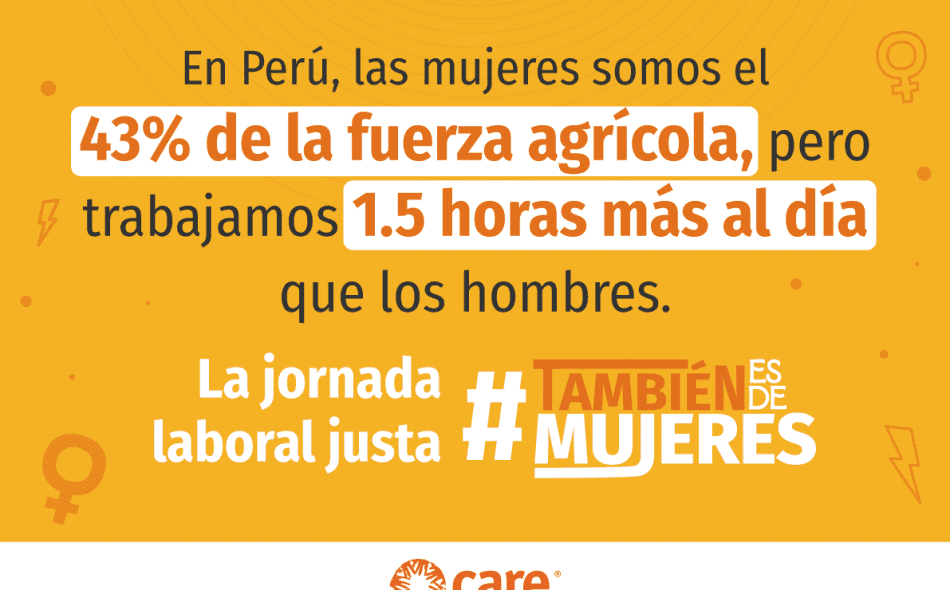 En Perú, las mujeres somos el
43% de la fuerza agrícola, pero
trabajamos 1.5 horas más al día
que los hombres.
La jornada
laboral justa
#TAMBIÉN ES DE
MUJERES
care®